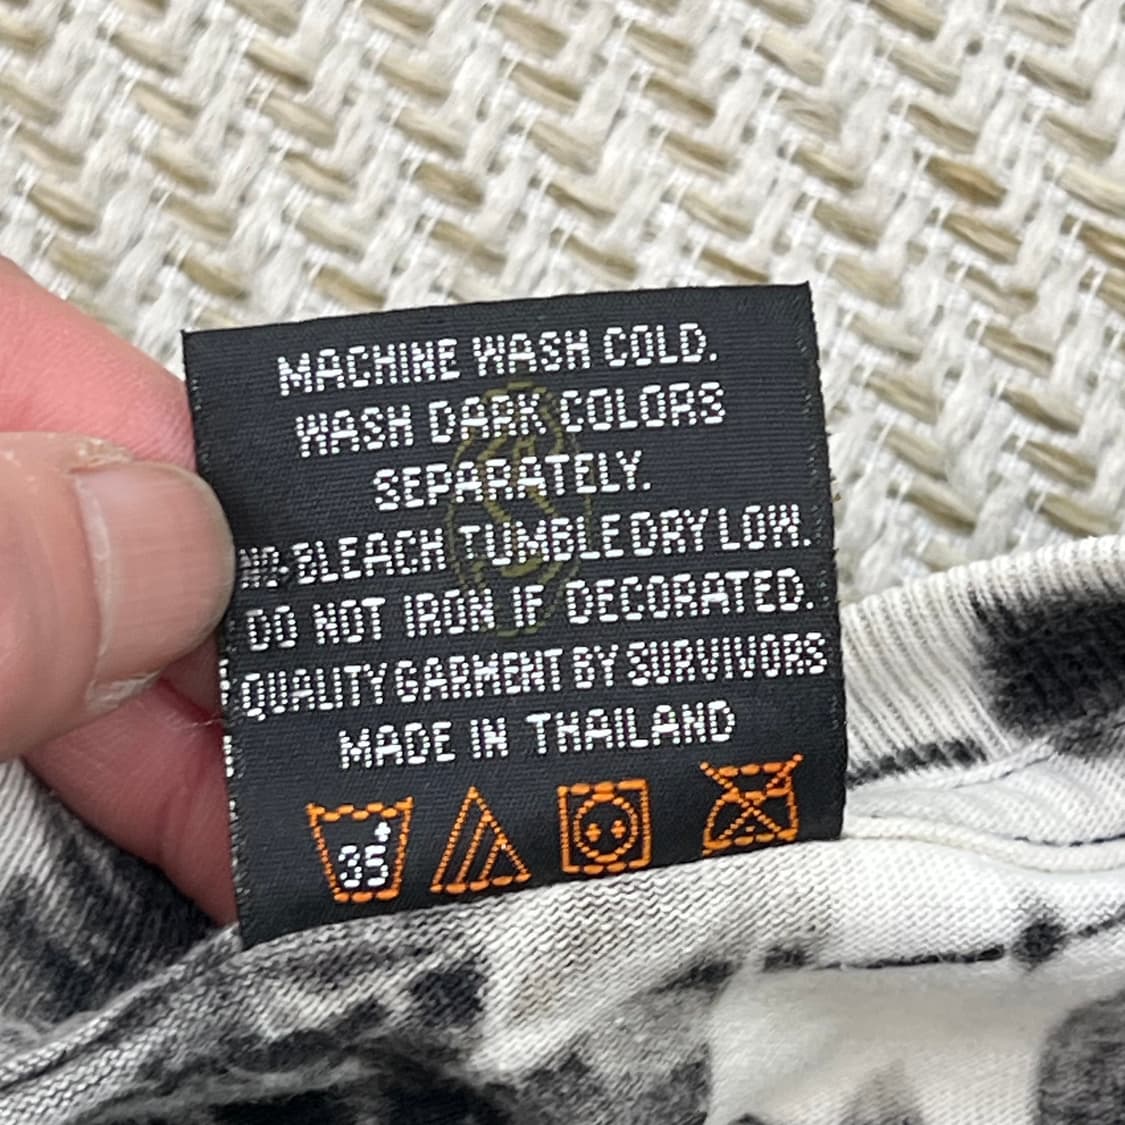 MACHINE WASH COLD.
WASH DARK COLORS
SEPARATELY.
NO BLEACH TUMBLE DRY LOW.
DO NOT IRON IF DECORATED.
QUALITY GARMENT BY SURVIVORS
MADE IN THAILAND
35